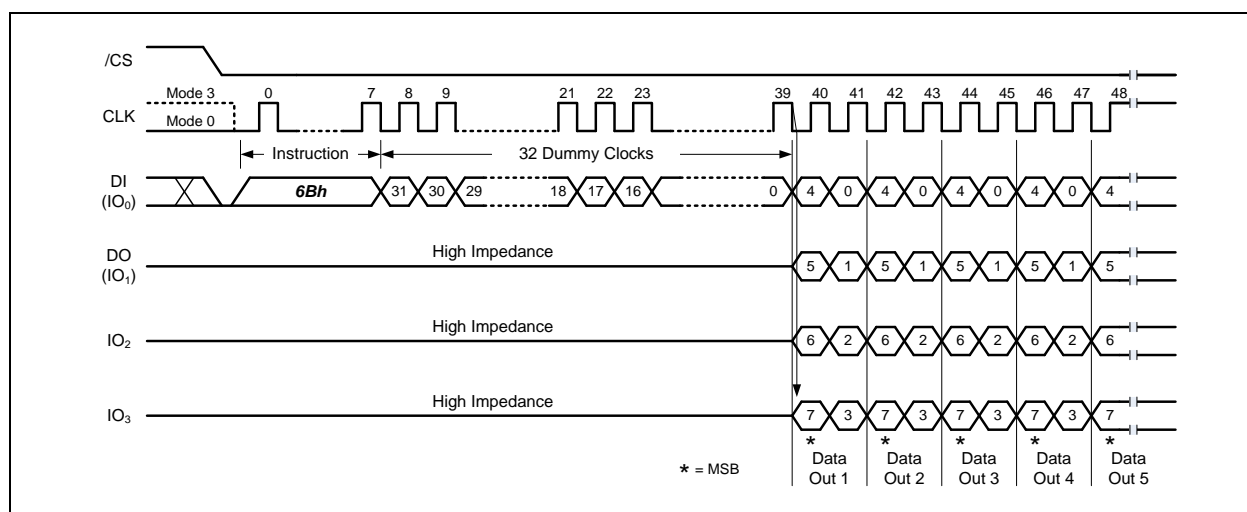 /CS
Mode 3 0 7 8 9 21 22 23 39 40 41 42 43 44 45 46 47 48
CLK
Mode 0
Instruction 32 Dummy Clocks
DI
(IO₀)
6Bh 31 30 29 18 17 16 0 4 0 4 0 4 0 4 0 4
High Impedance
DO
(IO₁)
5 1 5 1 5 1 5 1 5
High Impedance
IO₂ 6 2 6 2 6 2 6 2 6
High Impedance
IO₃ 7 3 7 3 7 3 7 3 7
* * * * *
* = MSB
Data Data Data Data Data
Out 1 Out 2 Out 3 Out 4 Out 5